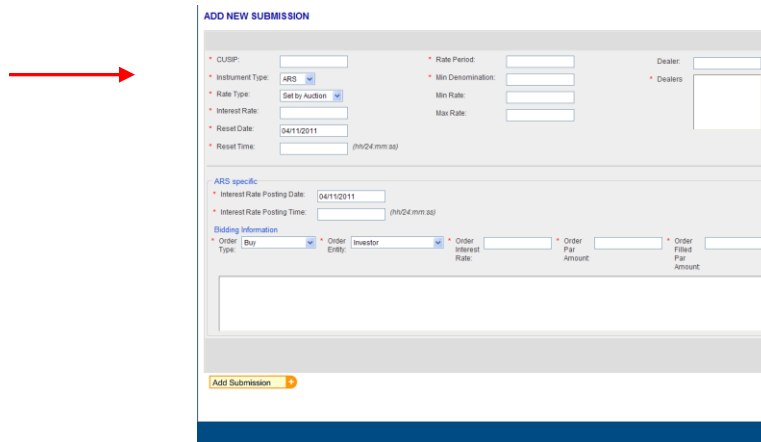 ADD NEW SUBMISSION
* CUSIP: * Rate Period: Dealer:
* Instrument Type: ARS * Min Denomination: * Dealers
* Rate Type: Set by Auction Min Rate:
* Interest Rate: Max Rate:
* Reset Date: 04/11/2011
* Reset Time: (hh/24:mm:ss)
ARS specific
* Interest Rate Posting Date: 04/11/2011
* Interest Rate Posting Time: (hh/24:mm:ss)
Bidding Information
* Order Type: Buy * Order Entity: Investor * Order Interest Rate: * Order Par Amount: * Order Filled Par Amount:
Add Submission